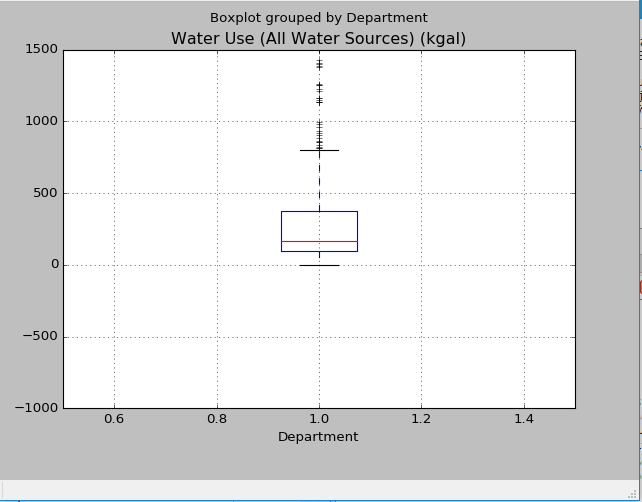 Boxplot grouped by Department
Water Use (All Water Sources) (kgal)
1500
1000
500
0
−500
−1000
0.6 0.8 1.0 1.2 1.4
Department